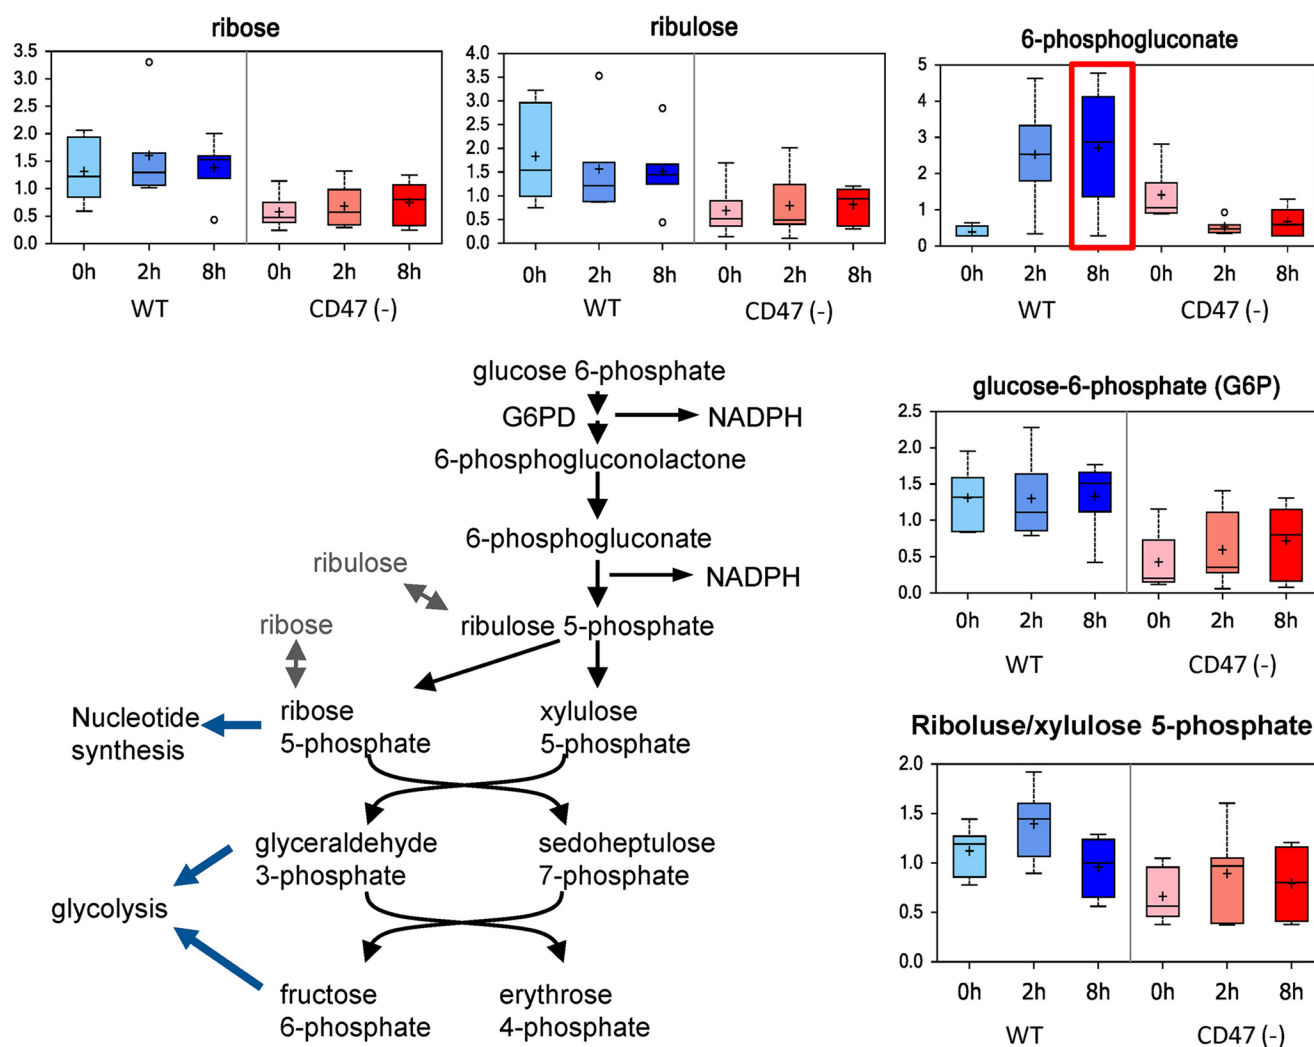 ribose
3.5
3.0
2.5
2.0
1.5
1.0
0.5
0.0
0h 2h 8h 0h 2h 8h
WT CD47 (-)
ribulose
4.0
3.5
3.0
2.5
2.0
1.5
1.0
0.5
0.0
0h 2h 8h 0h 2h 8h
WT CD47 (-)
6-phosphogluconate
5
4
3
2
1
0
0h 2h 8h 0h 2h 8h
WT CD47 (-)
glucose 6-phosphate
G6PD NADPH
6-phosphogluconolactone
6-phosphogluconate
ribulose NADPH
ribose ribulose 5-phosphate
Nucleotide
synthesis
ribose
5-phosphate
xylulose
5-phosphate
glyceraldehyde
3-phosphate
sedoheptulose
7-phosphate
glycolysis
fructose
6-phosphate
erythrose
4-phosphate
glucose-6-phosphate (G6P)
2.5
2.0
1.5
1.0
0.5
0.0
0h 2h 8h 0h 2h 8h
WT CD47 (-)
Riboluse/xylulose 5-phosphate
2.0
1.5
1.0
0.5
0.0
0h 2h 8h 0h 2h 8h
WT CD47 (-)